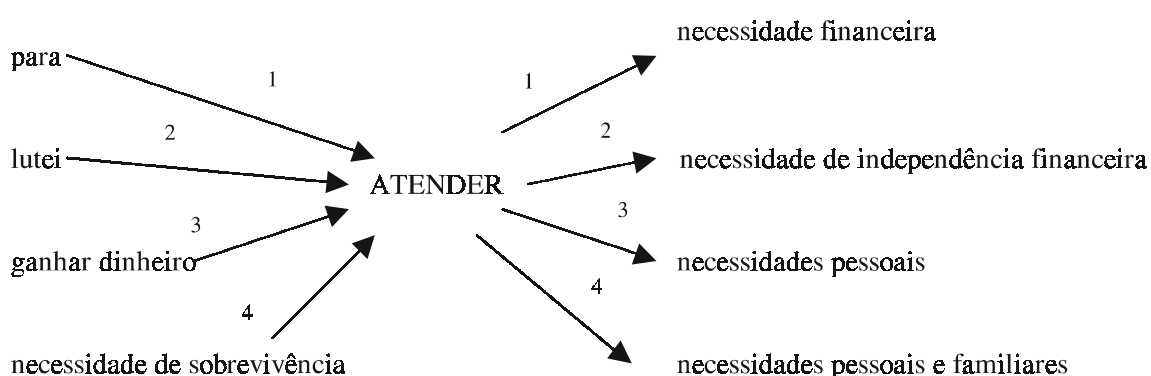 necessidade financeira
para
1
1
2
2
lutei
necessidade de independência financeira
ATENDER
3
3
ganhar dinheiro
necessidades pessoais
4
4
necessidade de sobrevivência
necessidades pessoais e familiares